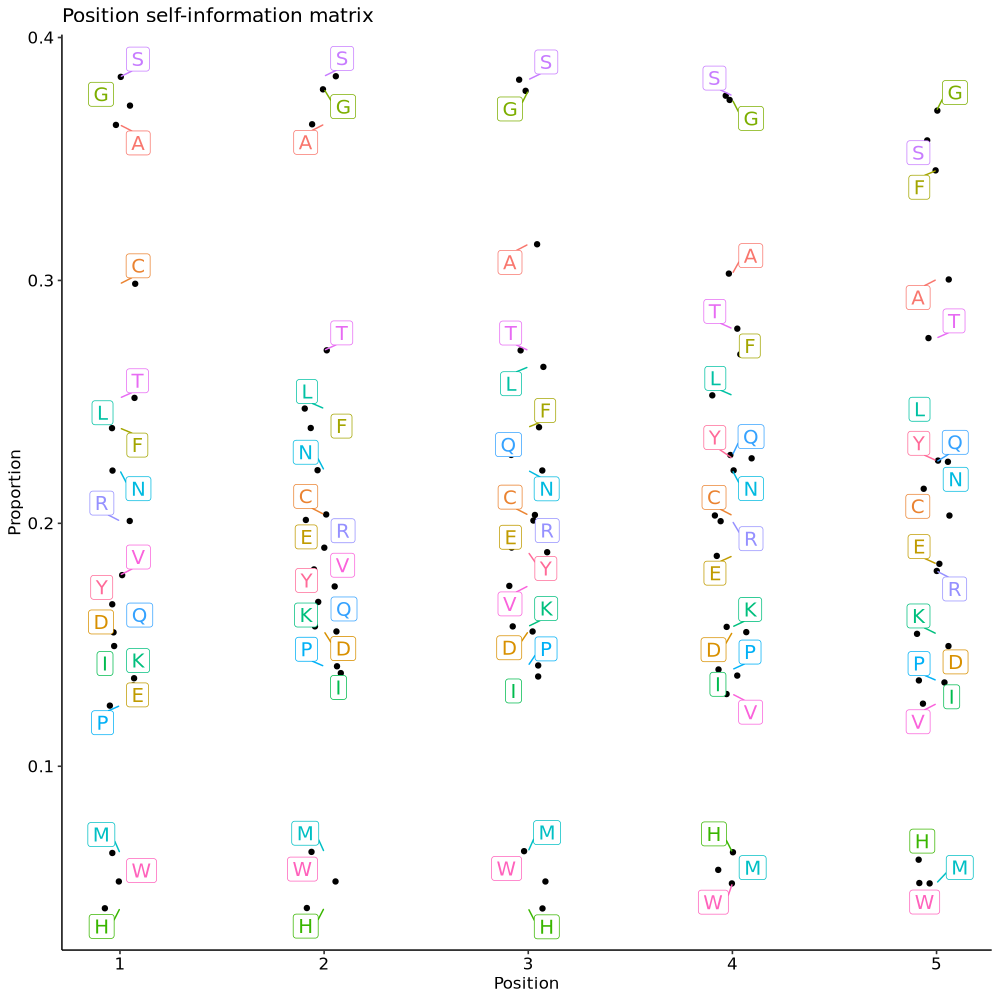 Position self-information matrix
0.4
0.3
0.2
0.1
Proportion
S
G
A
C
T
L
F
N
R
V
Y
D
Q
I
K
E
P
M
W
H
S
G
A
T
L
F
N
C
E
R
V
Y
Q
K
P
D
I
M
W
H
S
G
A
T
L
F
Q
N
C
E
R
Y
V
K
D
P
I
M
W
H
S
G
A
T
F
L
Y
Q
N
C
R
E
K
D
P
I
V
H
M
W
G
S
F
A
T
L
Y
Q
N
C
E
R
K
P
D
I
V
H
M
W
1 2 3 4 5
Position